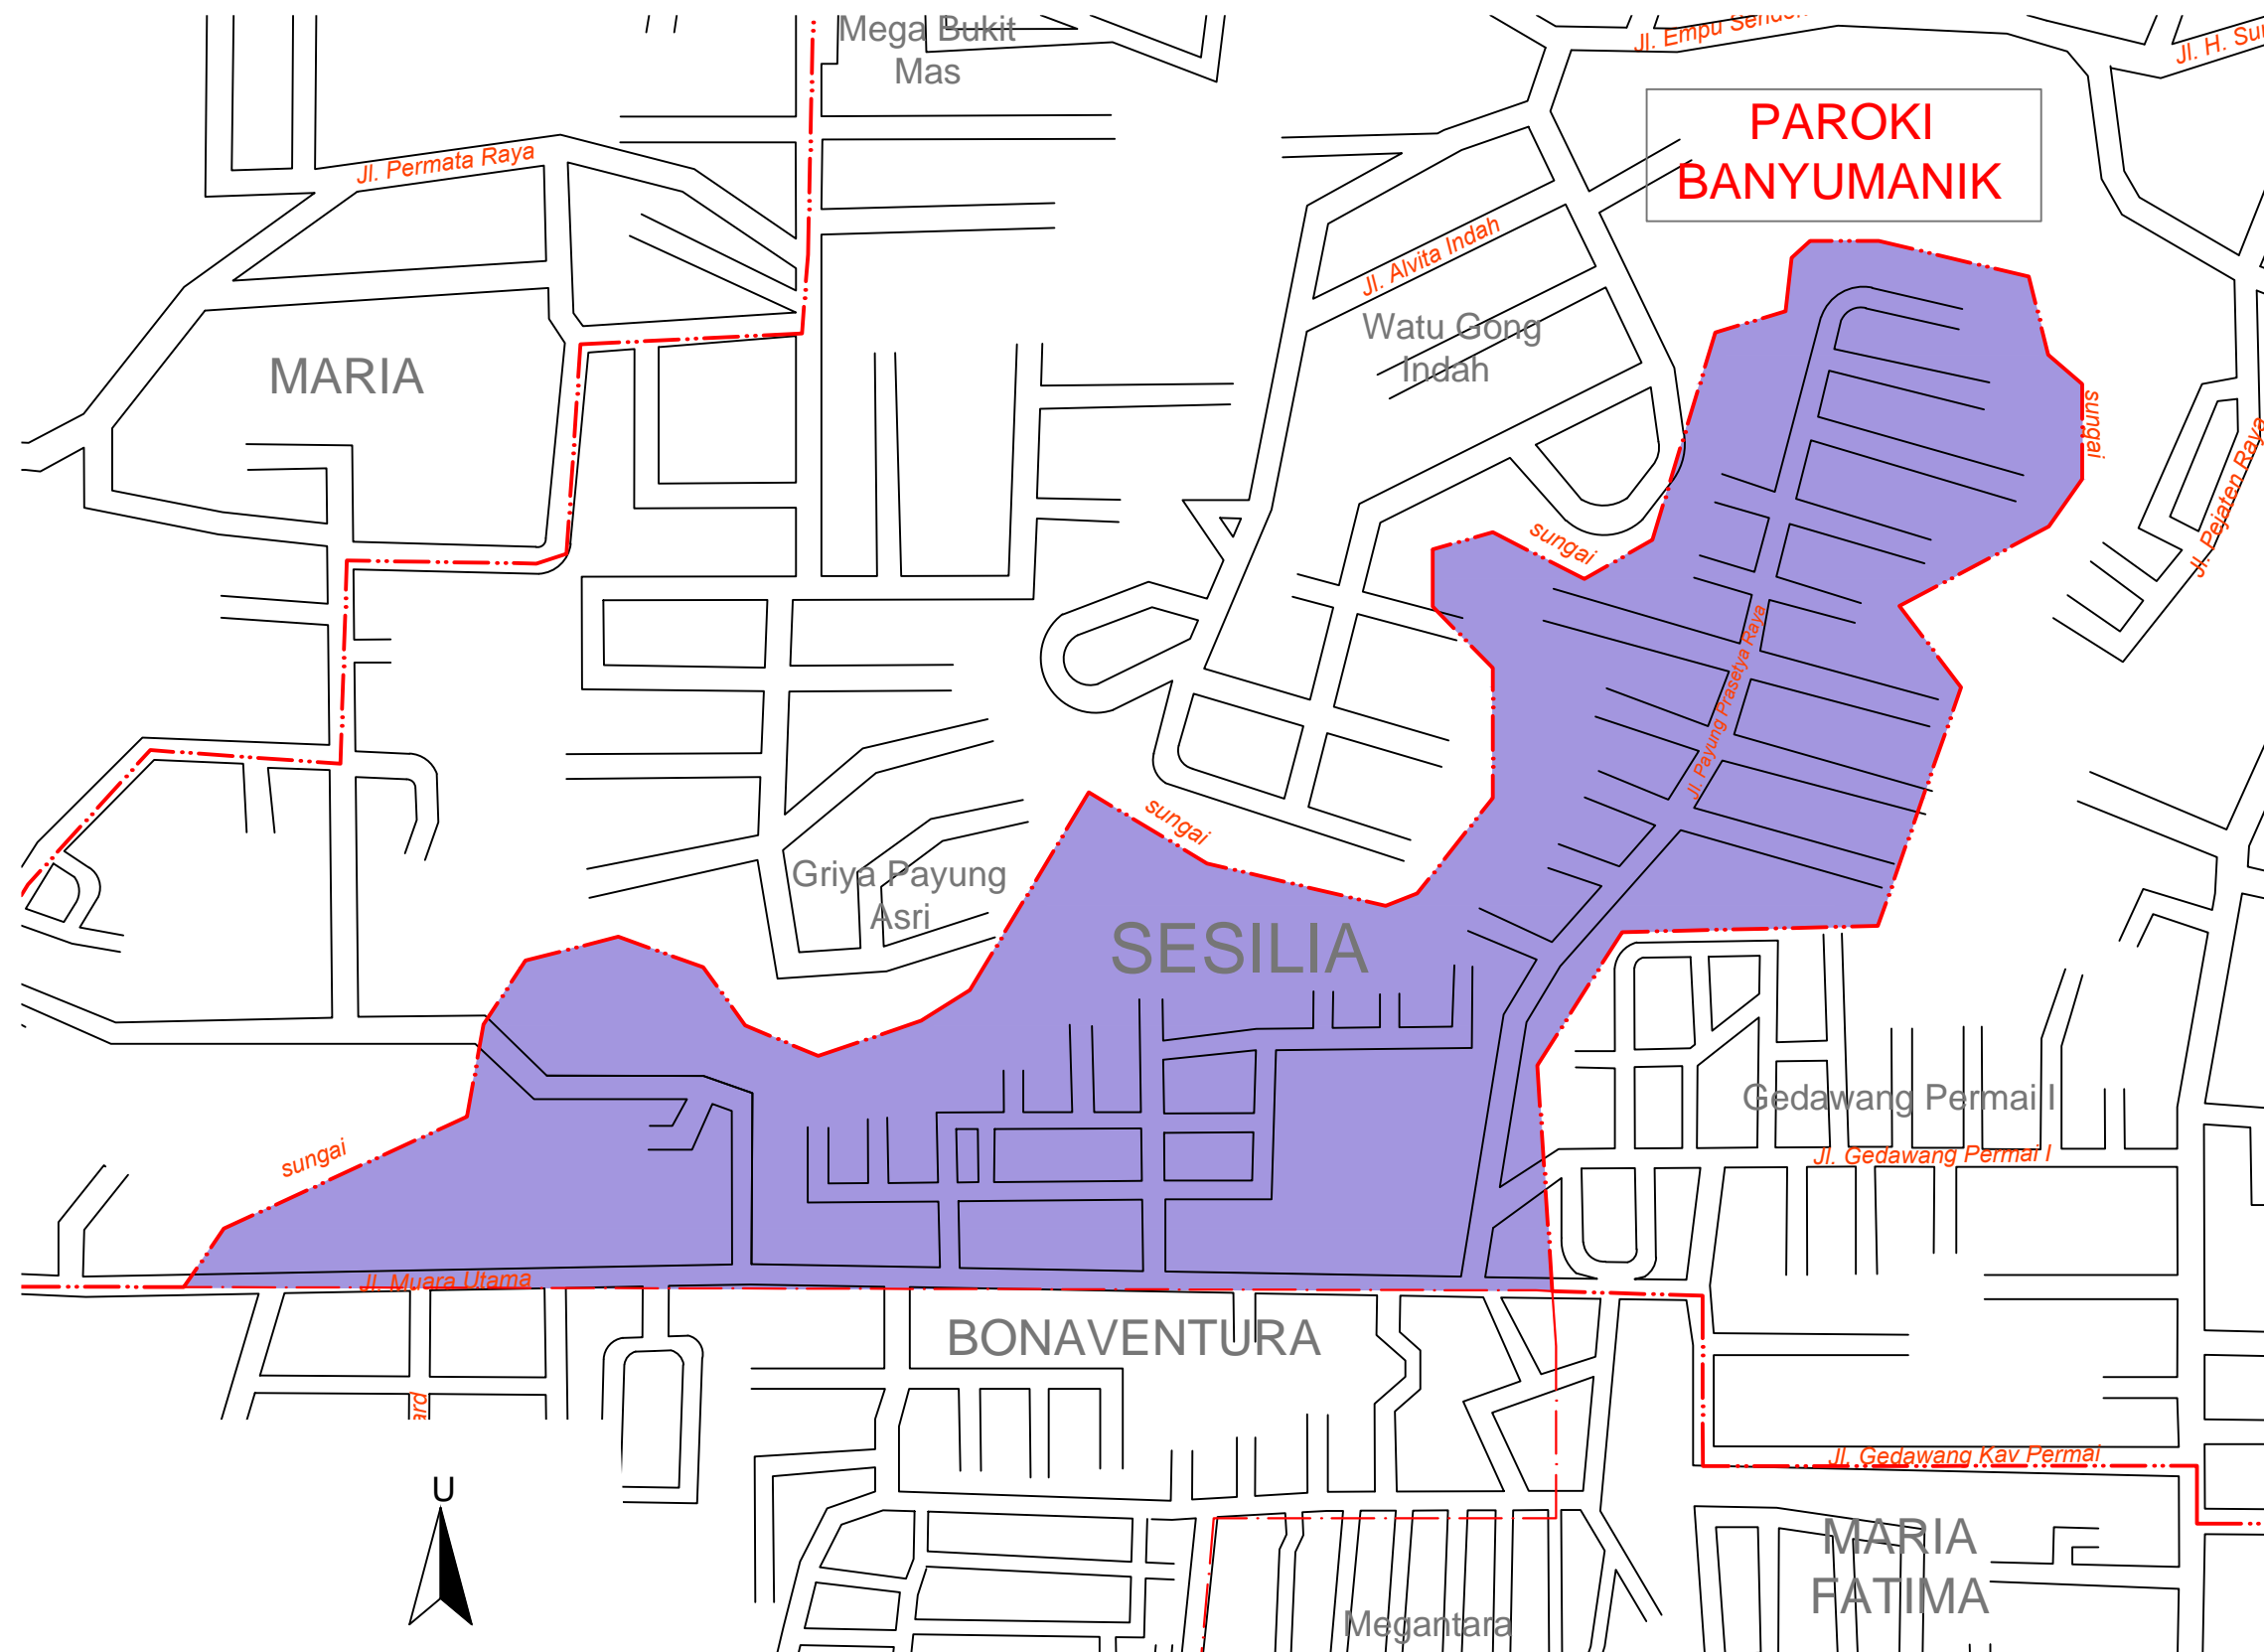 Mega Bukit
Mas
Jl. Empu
Jl. H.
PAROKI
BANYUMANIK
Jl. Permata Raya
Jl. Alvita Indah
Watu Gong
Indah
MARIA
sungai
Jl. Pejaten Raya
sungai
Jl. Payung Prasetya Raya
sungai
Griya Payung
Asri
SESILIA
Gedawang Permai I
Jl. Gedawang Permai I
sungai
Jl. Muara Utama
BONAVENTURA
ard
Jl. Gedawang Kav Permai
U
MARIA
FATIMA
Megantara